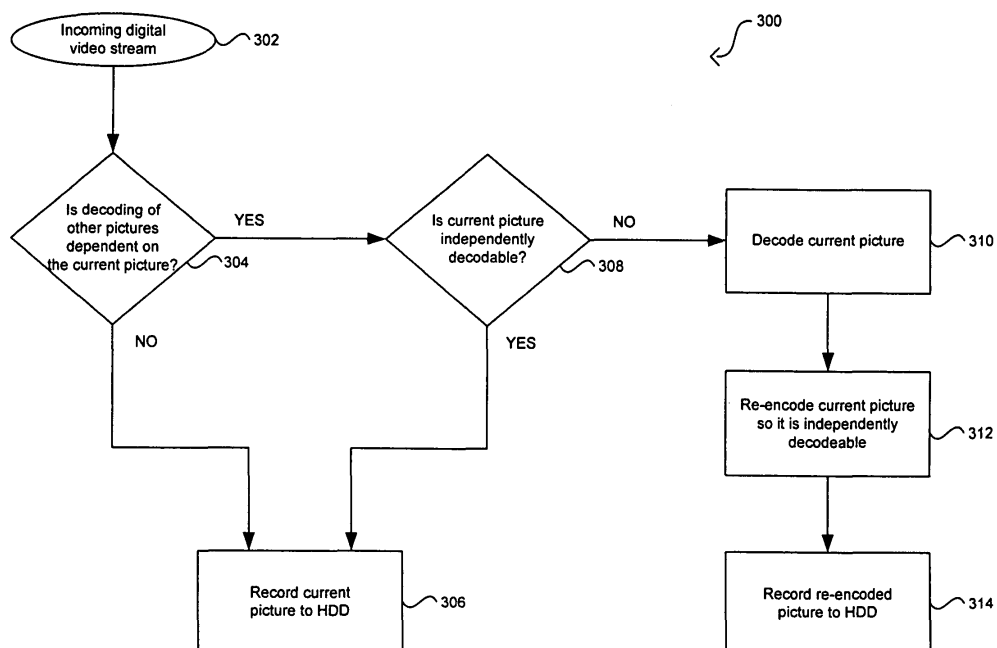 Incoming digital
video stream
302
300
Is decoding of
other pictures
dependent on
the current picture?
304
YES
Is current picture
independently
decodable?
308
NO
Decode current picture
310
NO
YES
Re-encode current picture
so it is independently
decodeable
312
Record current
picture to HDD
306
Record re-encoded
picture to HDD
314